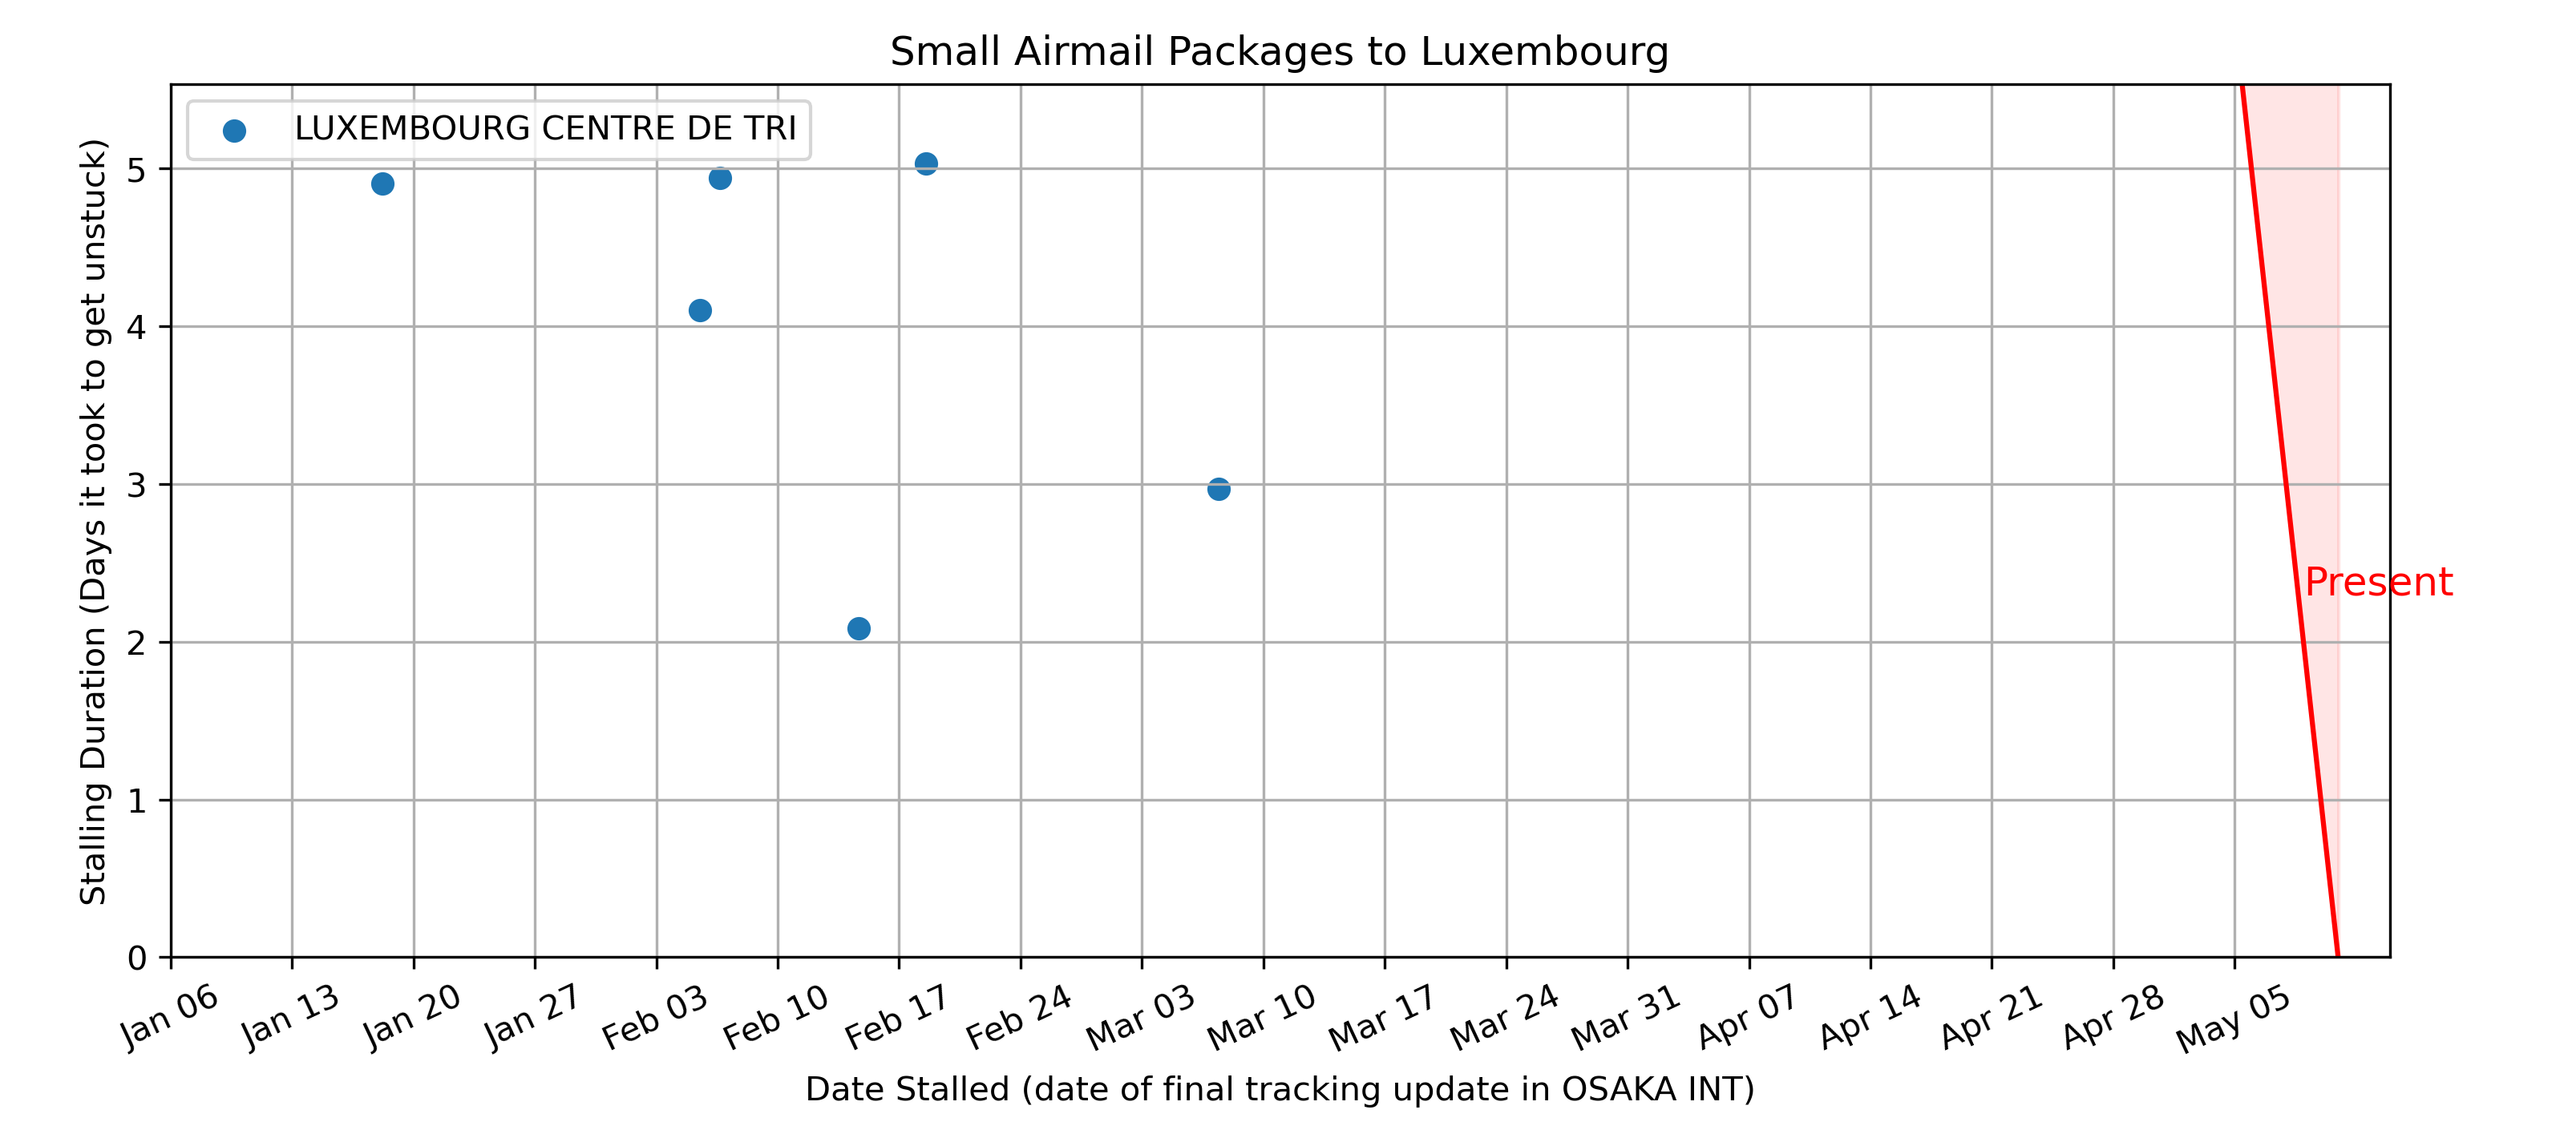 Small Airmail Packages to Luxembourg
LUXEMBOURG CENTRE DE TRI
Stalling Duration (Days it took to get unstuck)
5
4
3
2
1
0
Present
Jan 06
Jan 13
Jan 20
Jan 27
Feb 03
Feb 10
Feb 17
Feb 24
Mar 03
Mar 10
Mar 17
Mar 24
Mar 31
Apr 07
Apr 14
Apr 21
Apr 28
May 05
Date Stalled (date of final tracking update in OSAKA INT)